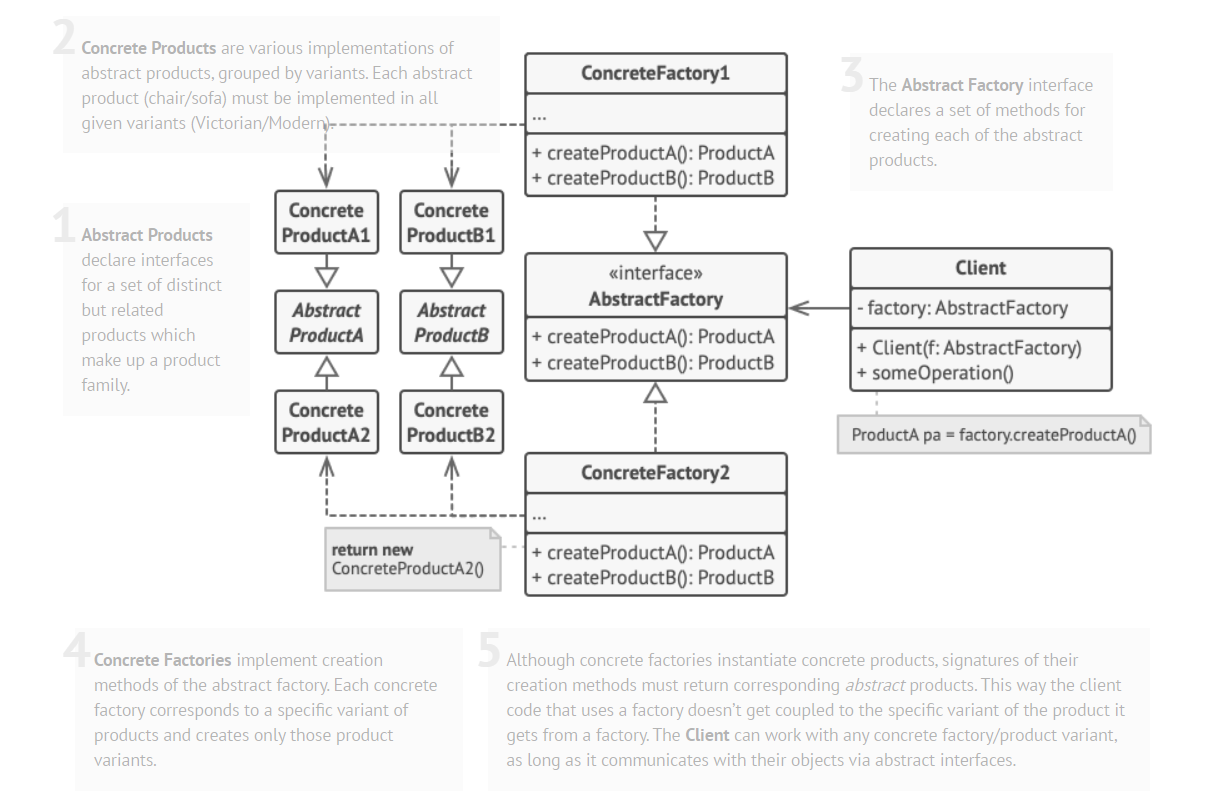 2
Concrete Products are various implementations of
abstract products, grouped by variants. Each abstract
product (chair/sofa) must be implemented in all
given variants (Victorian/Modern).
ConcreteFactory1
...
+ createProductA(): ProductA
+ createProductB(): ProductB
3
The Abstract Factory interface
declares a set of methods for
creating each of the abstract
products.
1
Abstract Products
declare interfaces
for a set of distinct
but related
products which
make up a product
family.
Concrete
ProductA1
Concrete
ProductB1
Abstract
ProductA
Abstract
ProductB
Concrete
ProductA2
Concrete
ProductB2
«interface»
AbstractFactory
+ createProductA(): ProductA
+ createProductB(): ProductB
Client
- factory: AbstractFactory
+ Client(f: AbstractFactory)
+ someOperation()
ProductA pa = factory.createProductA()
ConcreteFactory2
...
+ createProductA(): ProductA
+ createProductB(): ProductB
return new
ConcreteProductA2()
4
Concrete Factories implement creation
methods of the abstract factory. Each concrete
factory corresponds to a specific variant of
products and creates only those product
variants.
5
Although concrete factories instantiate concrete products, signatures of their
creation methods must return corresponding abstract products. This way the client
code that uses a factory doesn't get coupled to the specific variant of the product it
gets from a factory. The Client can work with any concrete factory/product variant,
as long as it communicates with their objects via abstract interfaces.